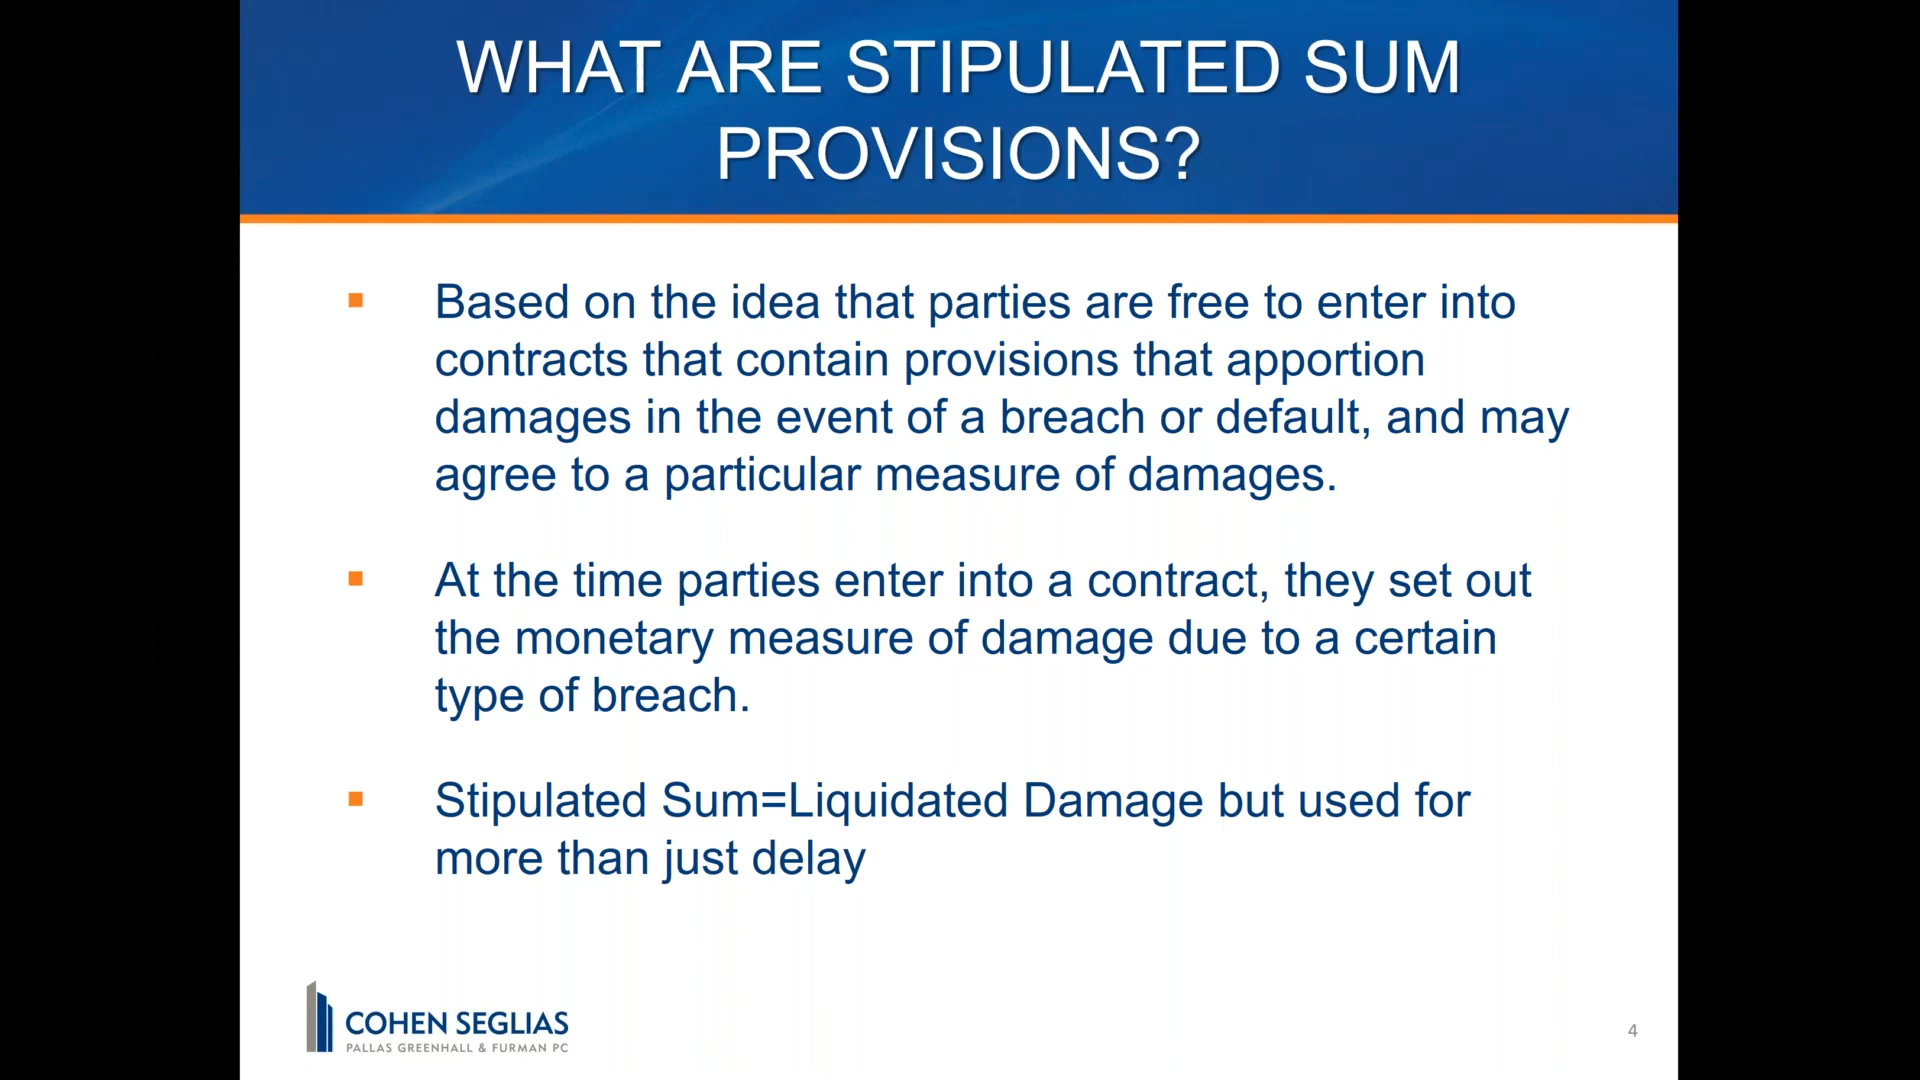 WHAT ARE STIPULATED SUM
PROVISIONS?
Based on the idea that parties are free to enter into
contracts that contain provisions that apportion
damages in the event of a breach or default, and may
agree to a particular measure of damages.
At the time parties enter into a contract, they set out
the monetary measure of damage due to a certain
type of breach.
Stipulated Sum=Liquidated Damage but used for
more than just delay
COHEN SEGLIAS
PALLAS GREENHALL & FURMAN PC
4